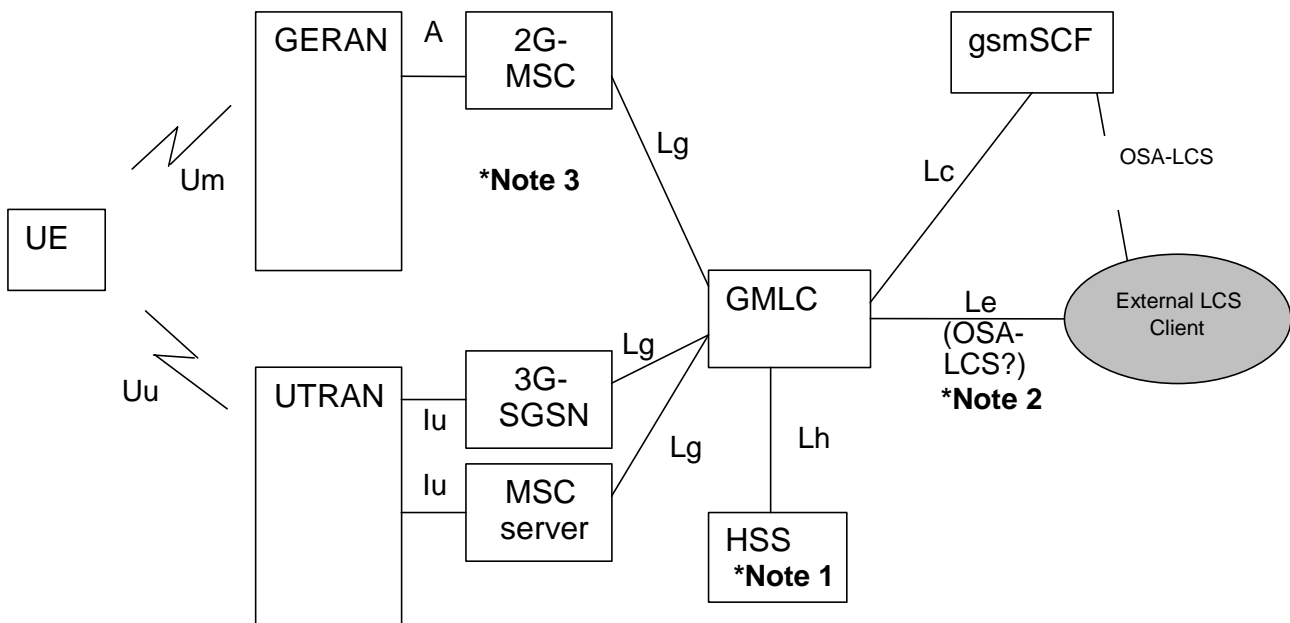 GERAN
A
2G-
MSC
gsmSCF
Lg
Lc
OSA-LCS
Um
*Note 3
UE
GMLC
Le
(OSA-
LCS?)
*Note 2
External LCS
Client
Uu
UTRAN
Iu
3G-
SGSN
Lg
Iu
MSC
server
Lg
Lh
HSS
*Note 1